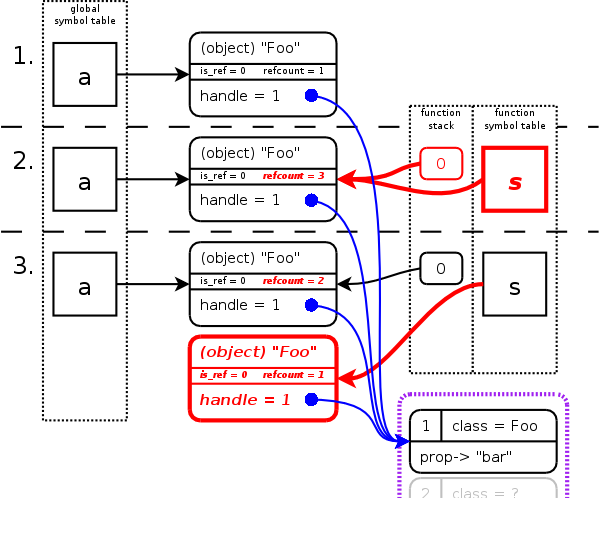 global
symbol table
1.
a
(object) "Foo"
is_ref = 0 refcount = 1
handle = 1
function
stack
function
symbol table
2.
a
(object) "Foo"
is_ref = 0 refcount = 3
handle = 1
0
s
3.
a
(object) "Foo"
is_ref = 0 refcount = 2
handle = 1
0
s
(object) "Foo"
is_ref = 0 refcount = 1
handle = 1
1 class = Foo
prop-> "bar"
2 class = ?